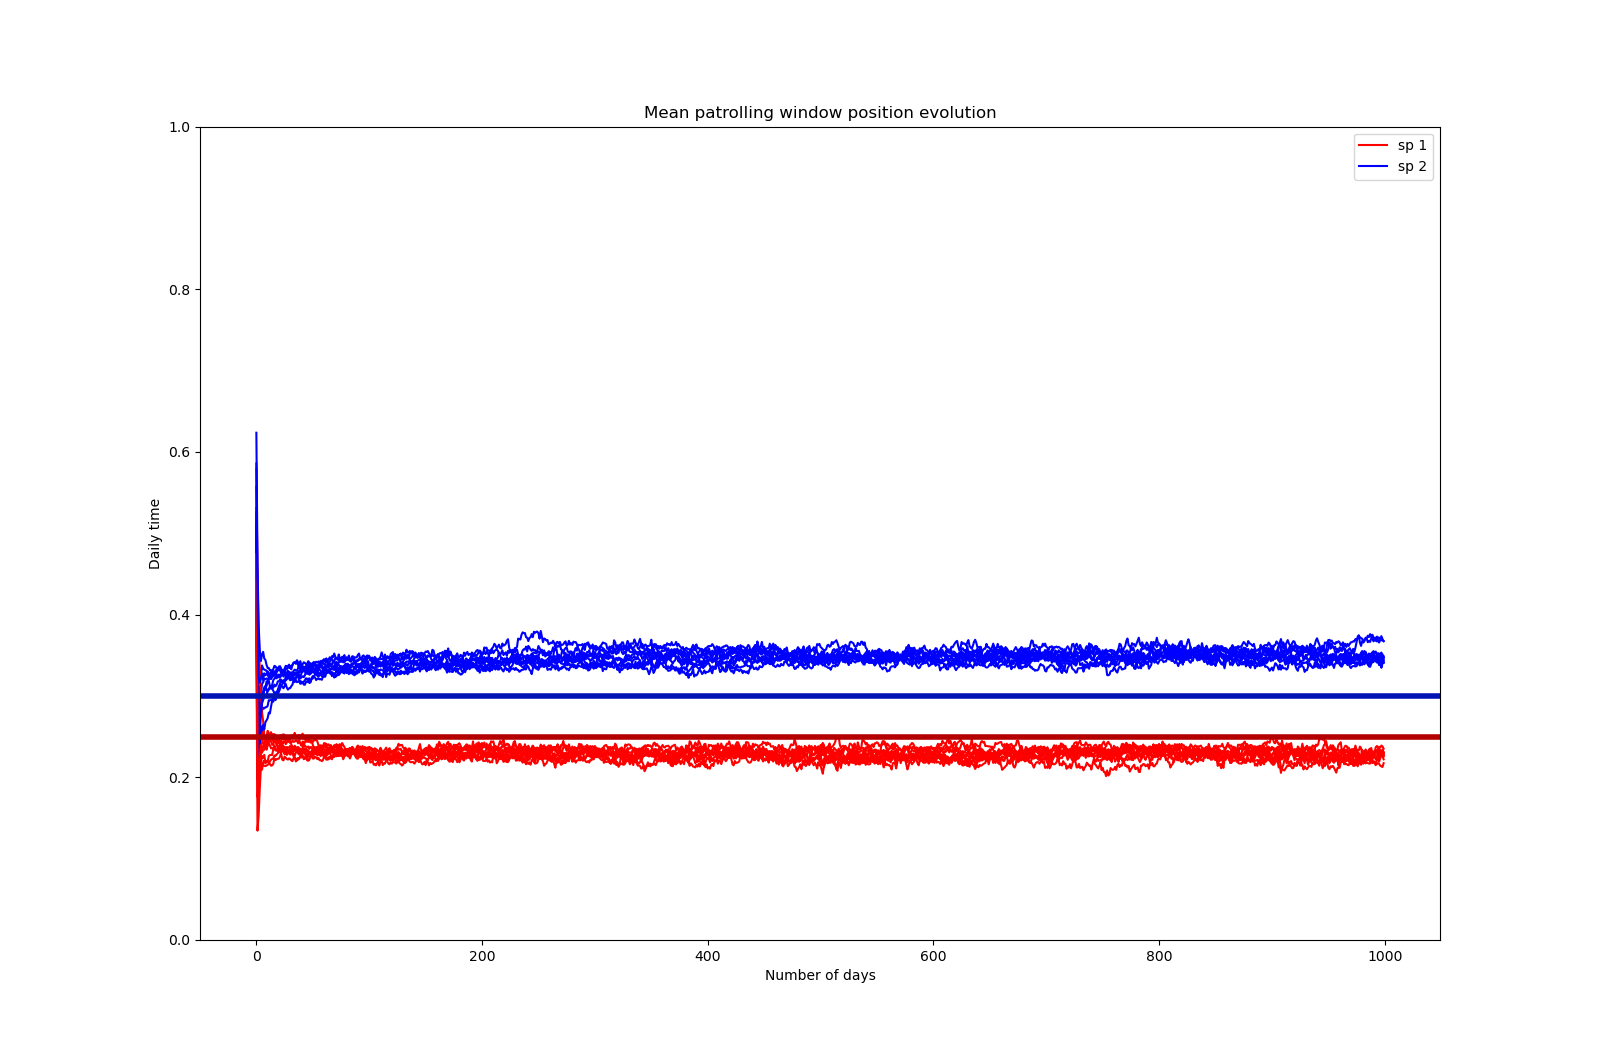 Mean patrolling window position evolution
1.0
sp 1
sp 2
0.8
0.6
Daily time
0.4
0.2
0.0
0 200 400 600 800 1000
Number of days